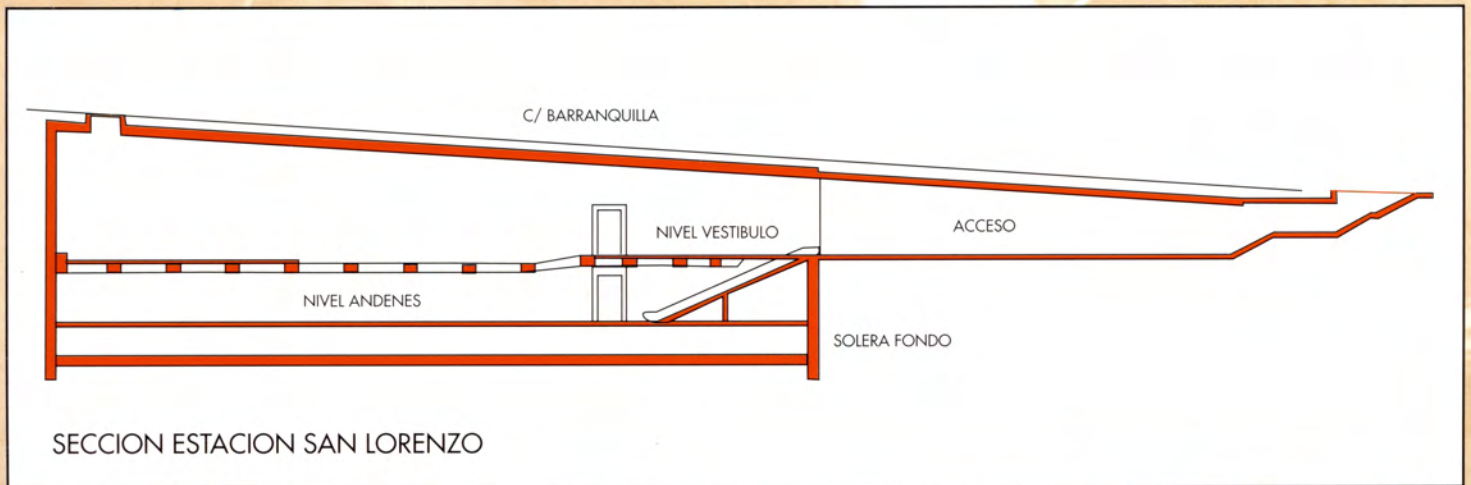 C/ BARRANQUILLA
NIVEL VESTIBULO
ACCESO
NIVEL ANDENES
SOLERA FONDO
SECCION ESTACION SAN LORENZO